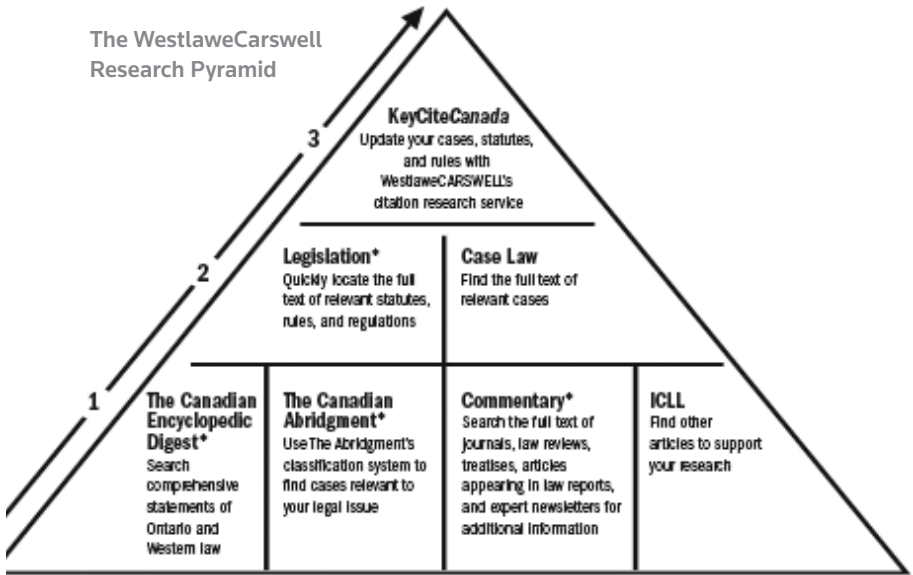 The WestlaweCarswell
Research Pyramid
3
KeyCiteCanada
Update your cases, statutes,
and rules with
WestlaweCARSWELL's
citation research service
2
Legislation*
Quickly locate the full
text of relevant statutes,
rules, and regulations
Case Law
Find the full text of
relevant cases
1
The Canadian
Encyclopedic
Digest*
Search
comprehensive
statements of
Ontario and
Western law
The Canadian
Abridgment*
Use The Abridgment's
classification system to
find cases relevant to
your legal issue
Commentary*
Search the full text of
journals, law reviews,
treatises, articles
appearing in law reports,
and expert newsletters for
additional information
ICLL
Find other
articles to support
your research